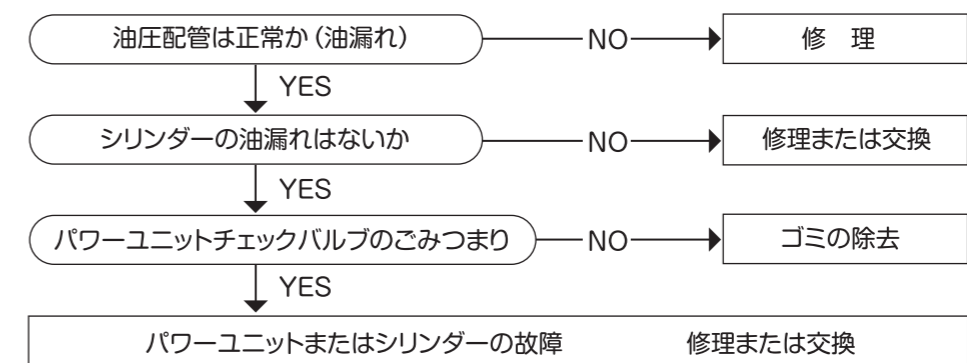 油圧配管は正常か(油漏れ) NO 修 理
YES
シリンダーの油漏れはないか NO 修理または交換
YES
パワーユニットチェックバルブのごみつまり NO ゴミの除去
YES
パワーユニットまたはシリンダーの故障 修理または交換